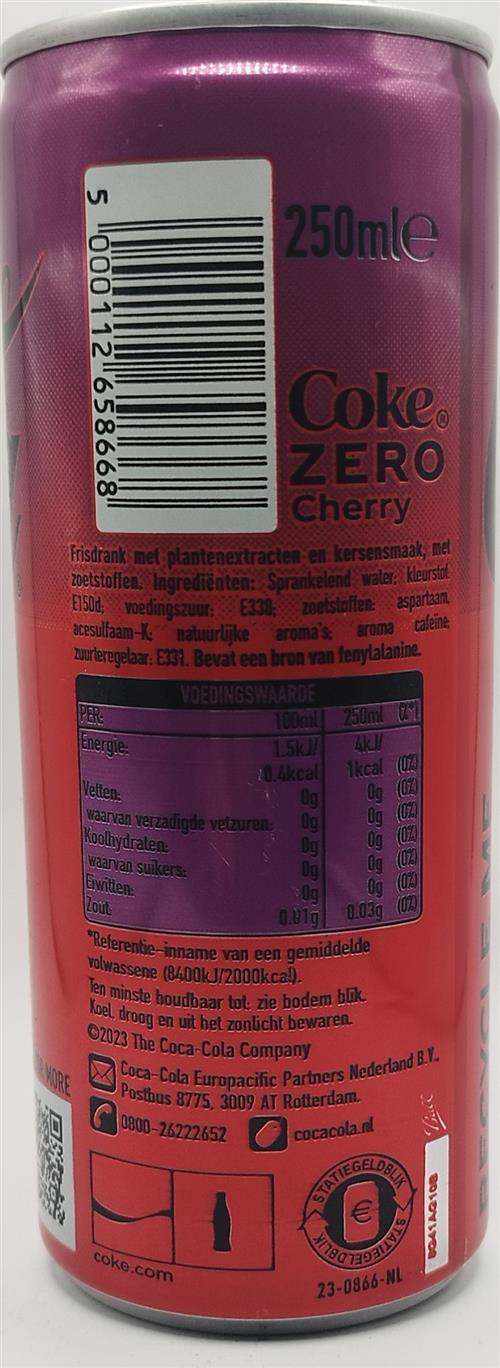 5 000112 658668
250ml e
Coke®
ZERO
Cherry
Frisdrank met plantenextracten en kersensmaak, met
zoetstoffen. Ingrediënten: Sprankelend water; kleurstof
E150d; voedingszuur: E338; zoetstoffen: aspartaam,
acesulfaam-K; natuurlijke aroma's; aroma cafeïne;
zuurteregelaar: E331. Bevat een bron van fenylalanine.
VOEDINGSWAARDE
PER: 100ml 250ml (%*)
Energie: 1.5kJ/ 4kJ/
0.4kcal 1kcal (0%)
Vetten: 0g 0g (0%)
waarvan verzadigde vetzuren: 0g 0g (0%)
Koolhydraten: 0g 0g (0%)
waarvan suikers: 0g 0g (0%)
Eiwitten: 0g 0g (0%)
Zout: 0.01g 0.03g (0%)
*Referentie-inname van een gemiddelde
volwassene (8400kJ/2000kcal).
Ten minste houdbaar tot: zie bodem blik.
Koel, droog en uit het zonlicht bewaren.
©2023 The Coca-Cola Company
Coca-Cola Europacific Partners Nederland B.V.,
Postbus 8775, 3009 AT Rotterdam.
0800-26222652 cocacola.nl
coke.com
STATIEGELDBLIK
STATIEGELDBLIK
€
23-0866-NL
MORE
RECYCLE ME